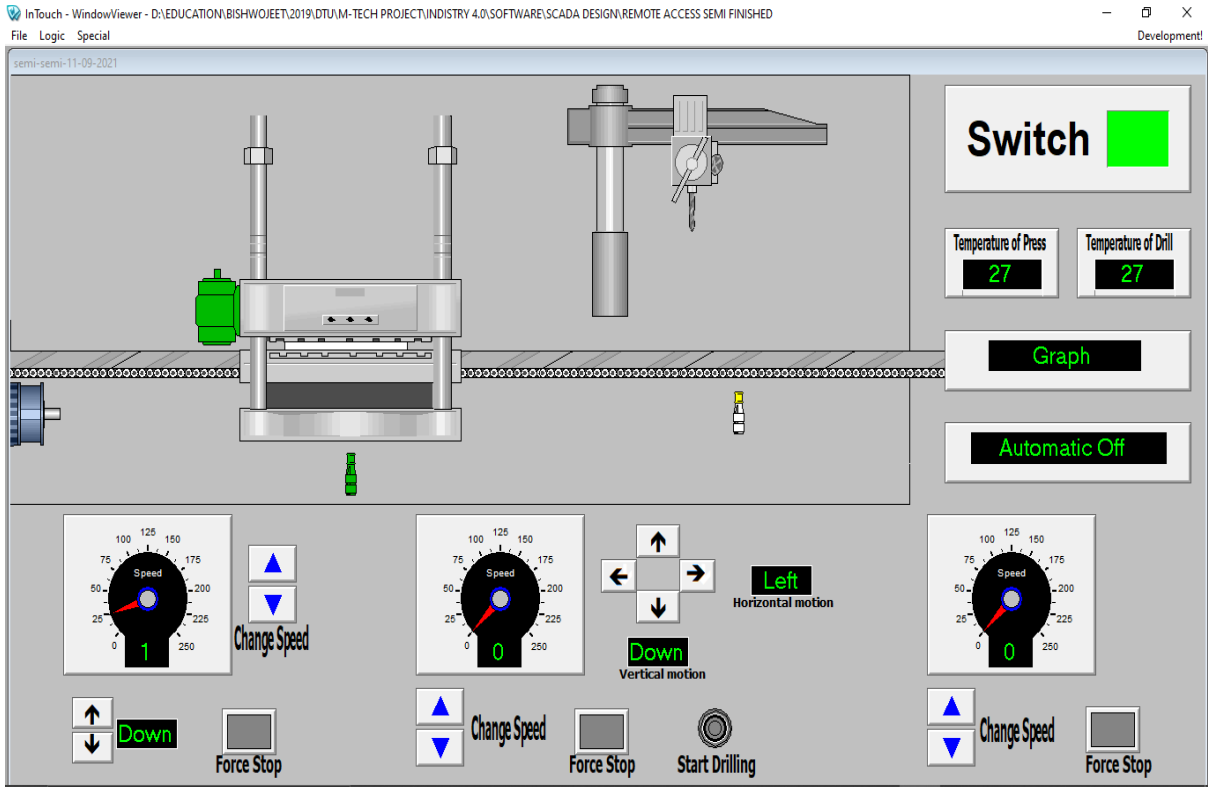 InTouch - WindowViewer - D:\EDUCATION\BISHWOJEET\2019\DTU\M-TECH PROJECT\INDISTRY 4.0\SOFTWARE\SCADA DESIGN\REMOTE ACCESS SEMI FINISHED
File Logic Special Development!
semi-semi-11-09-2021
Switch
Temperature of Press
27
Temperature of Drill
27
Graph
Automatic Off
0 25 50 75 100 125 150 175 200 225 250
Speed
1
Change Speed
Down
Force Stop
0 25 50 75 100 125 150 175 200 225 250
Speed
0
Left
Horizontal motion
Down
Vertical motion
Change Speed
Force Stop
Start Drilling
0 25 50 75 100 125 150 175 200 225 250
Speed
0
Change Speed
Force Stop